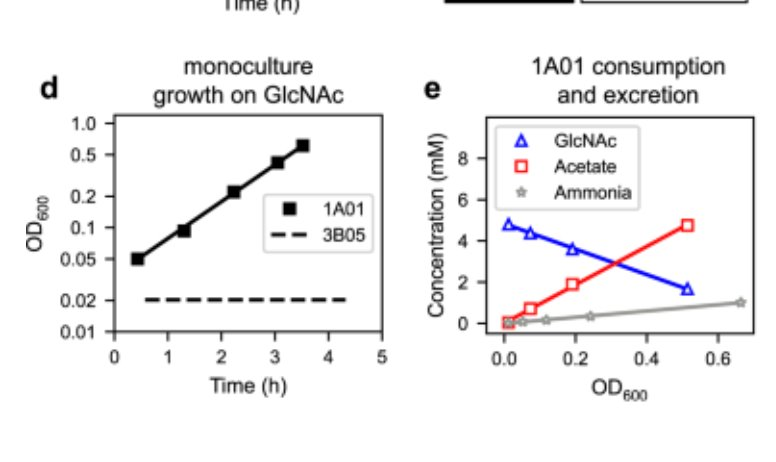 Time (h)
d
monoculture
growth on GlcNAc
1.0
0.5
0.2
0.1
0.05
0.02
0.01
OD600
1A01
3B05
0 1 2 3 4 5
Time (h)
e
1A01 consumption
and excretion
Concentration (mM)
8
6
4
2
0
GlcNAc
Acetate
Ammonia
0.0 0.2 0.4 0.6
OD600